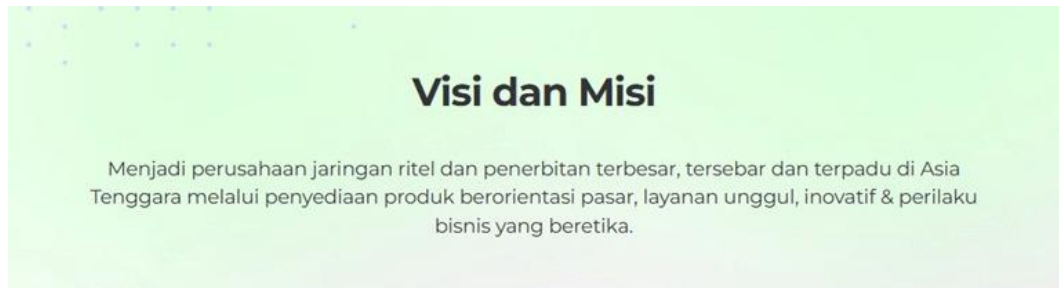 Visi dan Misi
Menjadi perusahaan jaringan ritel dan penerbitan terbesar, tersebar dan terpadu di Asia
Tenggara melalui penyediaan produk berorientasi pasar, layanan unggul, inovatif & perilaku
bisnis yang beretika.